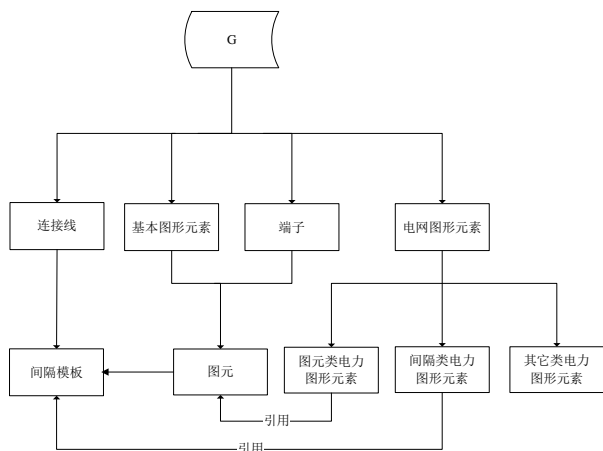 G
连接线
基本图形元素
端子
电网图形元素
间隔模板
图元
图元类电力
图形元素
间隔类电力
图形元素
其它类电力
图形元素
引用
引用